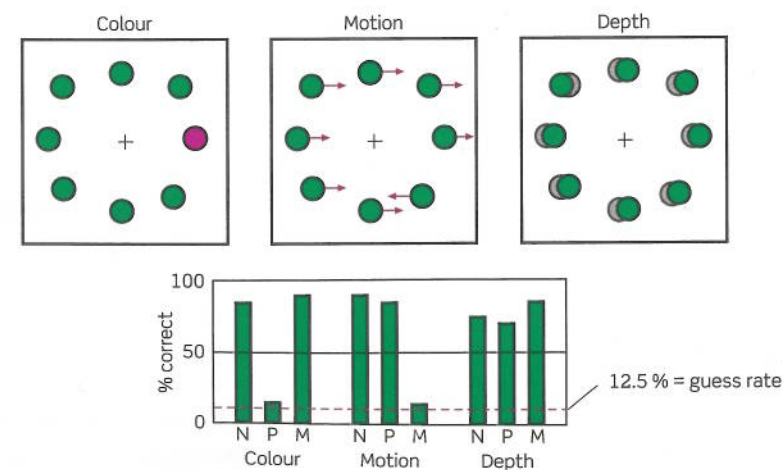 Colour Motion Depth
100
50
0
% correct
12.5 % = guess rate
N P M N P M N P M
Colour Motion Depth